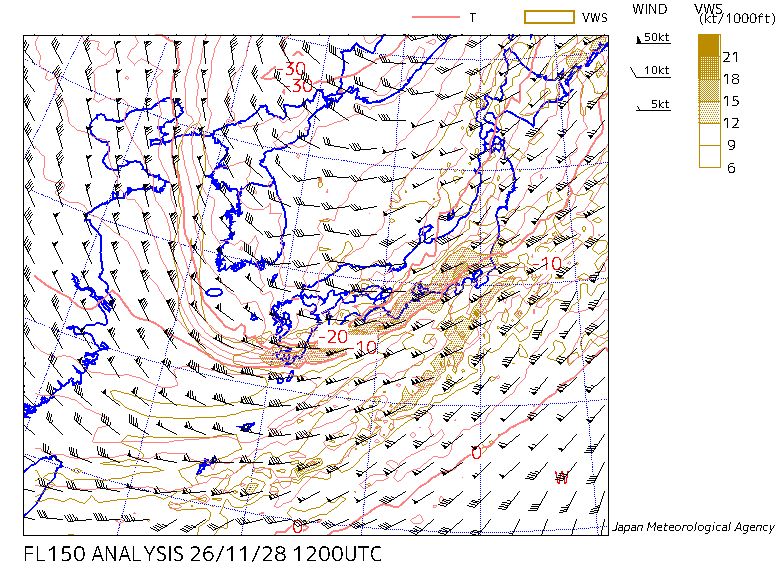 T
VWS
WIND
VWS
(kt/1000ft)
50kt
10kt
5kt
21
18
15
12
9
6
-30
-30
-10
-20
-10
0
W
0
Japan Meteorological Agency
FL150 ANALYSIS 26/11/28 1200UTC